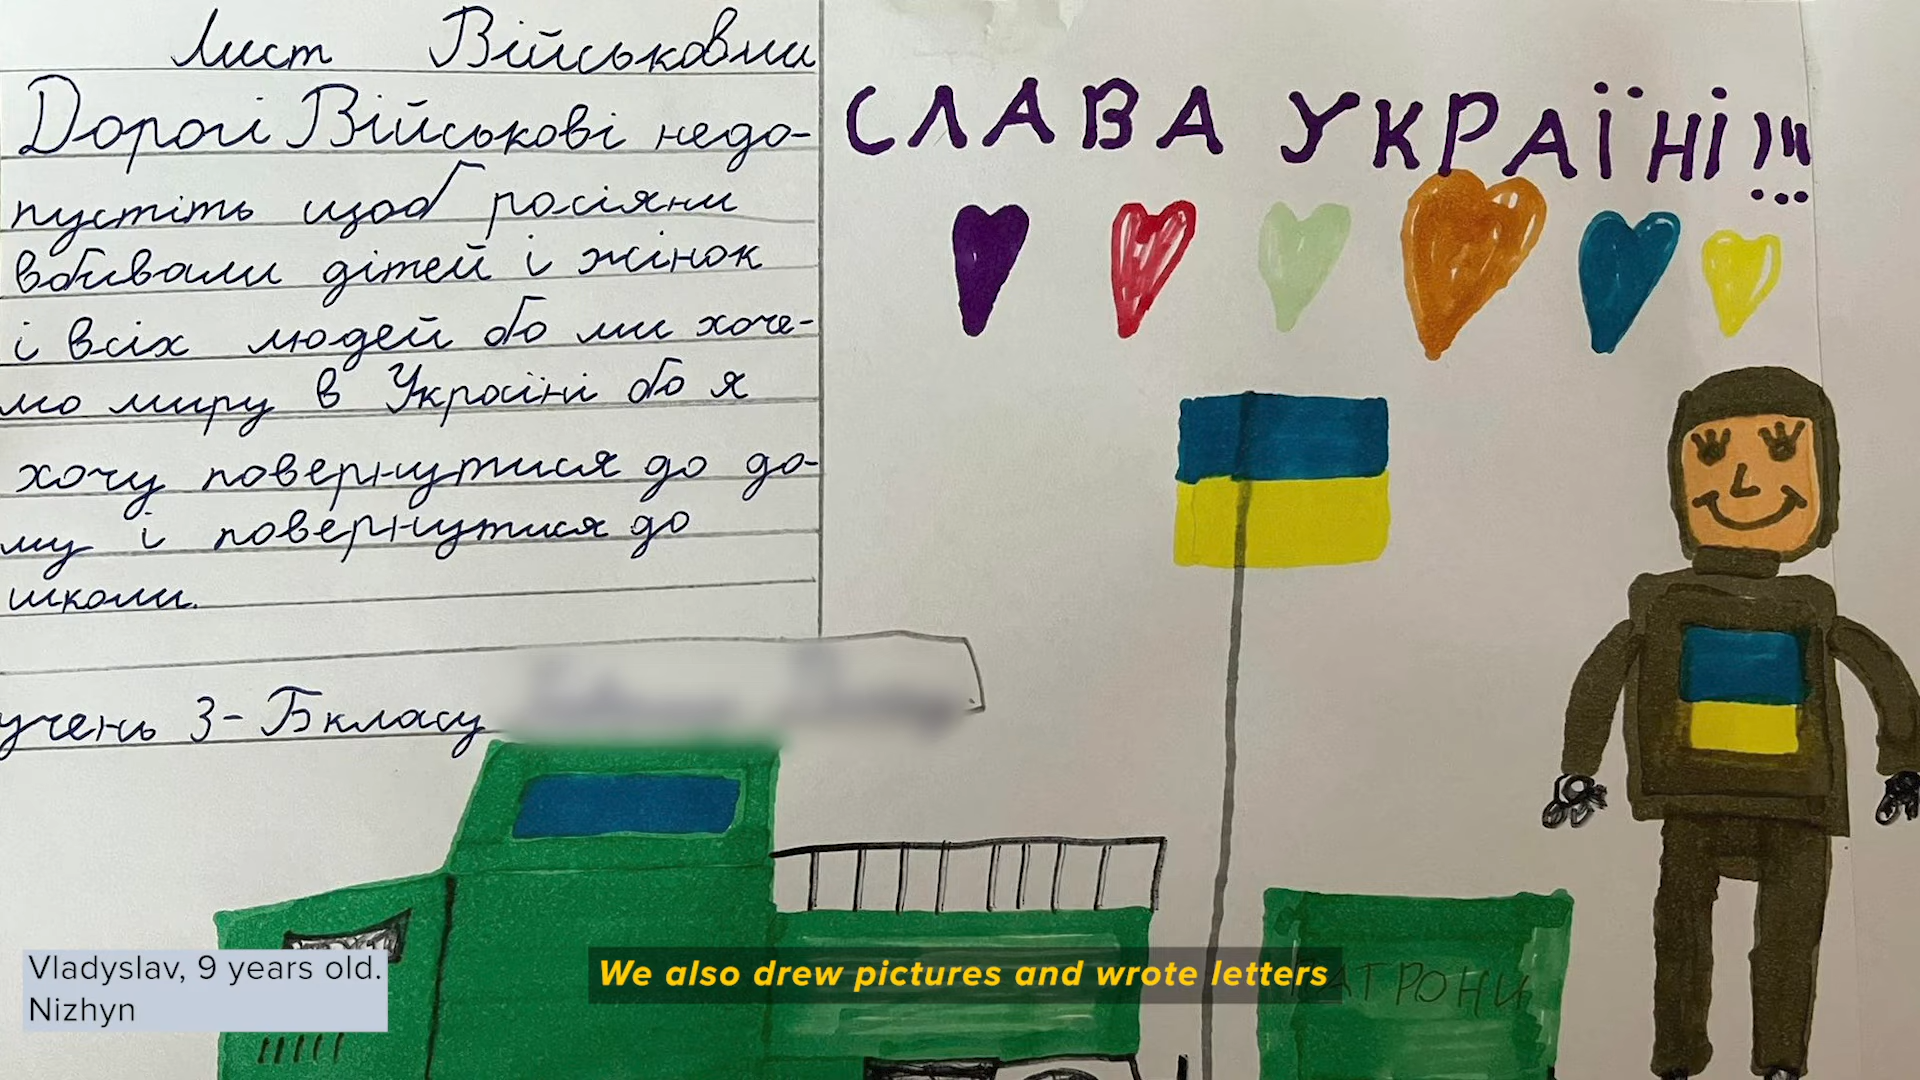 Лист Військовим
Дорогі Військові недо-
пустіть щоб росіяни
вбивали дітей і жінок
і всіх людей бо ми хоче-
мо миру в Україні бо я
хочу повернутися до до-
му і повернутися до
школи.
учень 3-Б класу
СЛАВА УКРАЇНІ!!!
ПАТРОНИ
We also drew pictures and wrote letters
Vladyslav, 9 years old.
Nizhyn